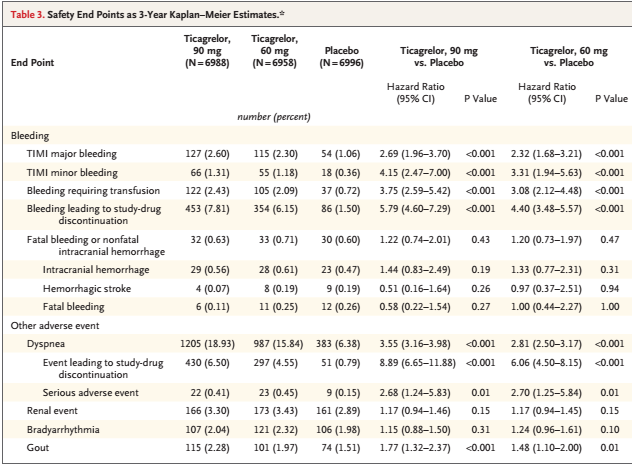 Table 3. Safety End Points as 3-Year Kaplan–Meier Estimates.*
End Point Ticagrelor, 90 mg (N=6988) Ticagrelor, 60 mg (N=6958) Placebo (N=6996) Ticagrelor, 90 mg vs. Placebo Ticagrelor, 60 mg vs. Placebo
Hazard Ratio (95% CI) P Value Hazard Ratio (95% CI) P Value
number (percent)
Bleeding
TIMI major bleeding 127 (2.60) 115 (2.30) 54 (1.06) 2.69 (1.96–3.70) <0.001 2.32 (1.68–3.21) <0.001
TIMI minor bleeding 66 (1.31) 55 (1.18) 18 (0.36) 4.15 (2.47–7.00) <0.001 3.31 (1.94–5.63) <0.001
Bleeding requiring transfusion 122 (2.43) 105 (2.09) 37 (0.72) 3.75 (2.59–5.42) <0.001 3.08 (2.12–4.48) <0.001
Bleeding leading to study-drug discontinuation 453 (7.81) 354 (6.15) 86 (1.50) 5.79 (4.60–7.29) <0.001 4.40 (3.48–5.57) <0.001
Fatal bleeding or nonfatal intracranial hemorrhage 32 (0.63) 33 (0.71) 30 (0.60) 1.22 (0.74–2.01) 0.43 1.20 (0.73–1.97) 0.47
Intracranial hemorrhage 29 (0.56) 28 (0.61) 23 (0.47) 1.44 (0.83–2.49) 0.19 1.33 (0.77–2.31) 0.31
Hemorrhagic stroke 4 (0.07) 8 (0.19) 9 (0.19) 0.51 (0.16–1.64) 0.26 0.97 (0.37–2.51) 0.94
Fatal bleeding 6 (0.11) 11 (0.25) 12 (0.26) 0.58 (0.22–1.54) 0.27 1.00 (0.44–2.27) 1.00
Other adverse event
Dyspnea 1205 (18.93) 987 (15.84) 383 (6.38) 3.55 (3.16–3.98) <0.001 2.81 (2.50–3.17) <0.001
Event leading to study-drug discontinuation 430 (6.50) 297 (4.55) 51 (0.79) 8.89 (6.65–11.88) <0.001 6.06 (4.50–8.15) <0.001
Serious adverse event 22 (0.41) 23 (0.45) 9 (0.15) 2.68 (1.24–5.83) 0.01 2.70 (1.25–5.84) 0.01
Renal event 166 (3.30) 173 (3.43) 161 (2.89) 1.17 (0.94–1.46) 0.15 1.17 (0.94–1.45) 0.15
Bradyarrhythmia 107 (2.04) 121 (2.32) 106 (1.98) 1.15 (0.88–1.50) 0.31 1.24 (0.96–1.61) 0.10
Gout 115 (2.28) 101 (1.97) 74 (1.51) 1.77 (1.32–2.37) <0.001 1.48 (1.10–2.00) 0.01